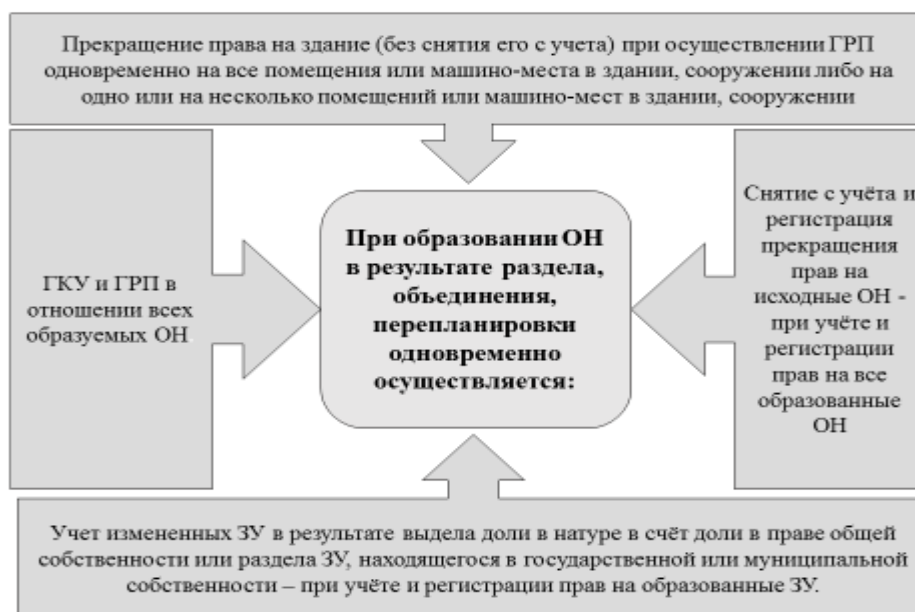 Прекращение права на здание (без снятия его с учета) при осуществлении ГРП
одновременно на все помещения или машино-места в здании, сооружении либо на
одно или на несколько помещений или машино-мест в здании, сооружении
ГКУ и ГРП в
отношении всех
образуемых ОН
При образовании ОН
в результате раздела,
объединения,
перепланировки
одновременно
осуществляется:
Снятие с учёта и
регистрация
прекращения
прав на
исходные ОН -
при учёте и
регистрации
прав на все
образованные
ОН
Учет измененных ЗУ в результате выдела доли в натуре в счёт доли в праве общей
собственности или раздела ЗУ, находящегося в государственной или муниципальной
собственности – при учёте и регистрации прав на образованные ЗУ.